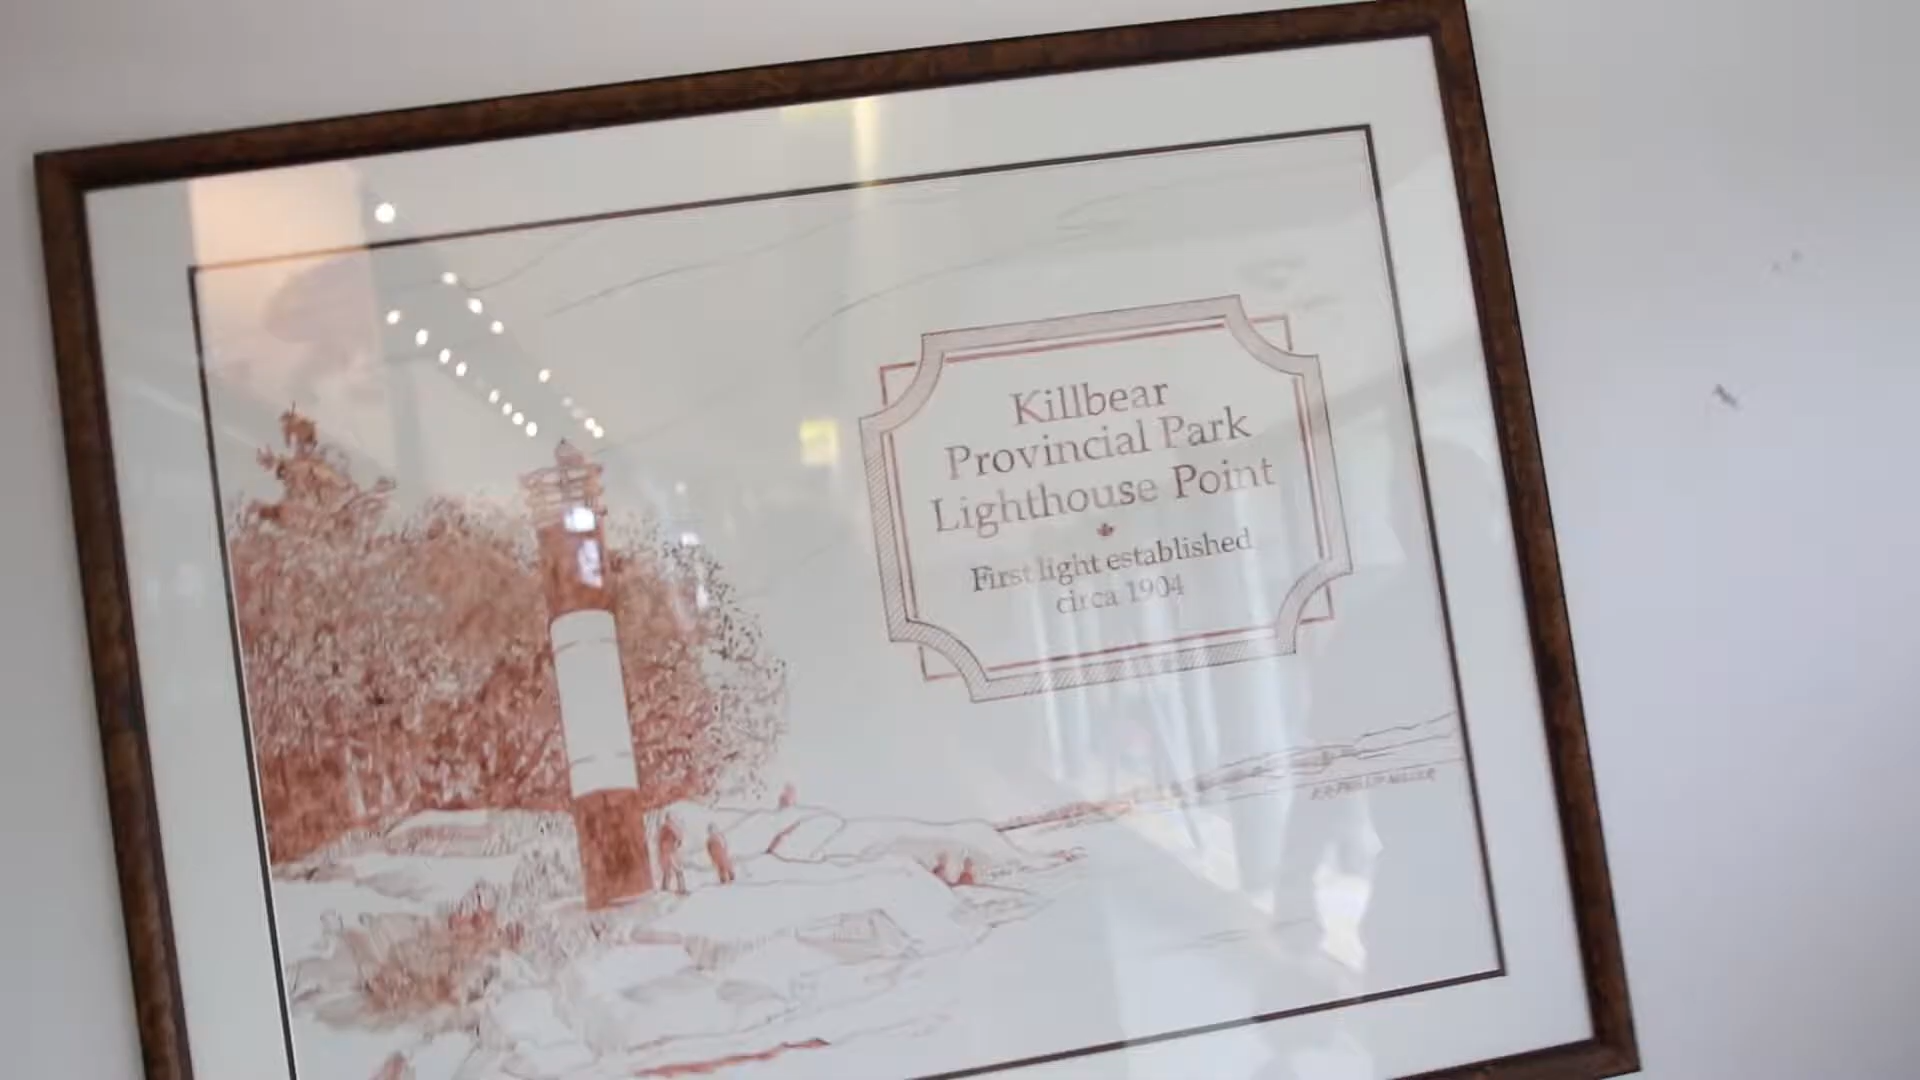 Killbear
Provincial Park
Lighthouse Point
First light established
circa 1904